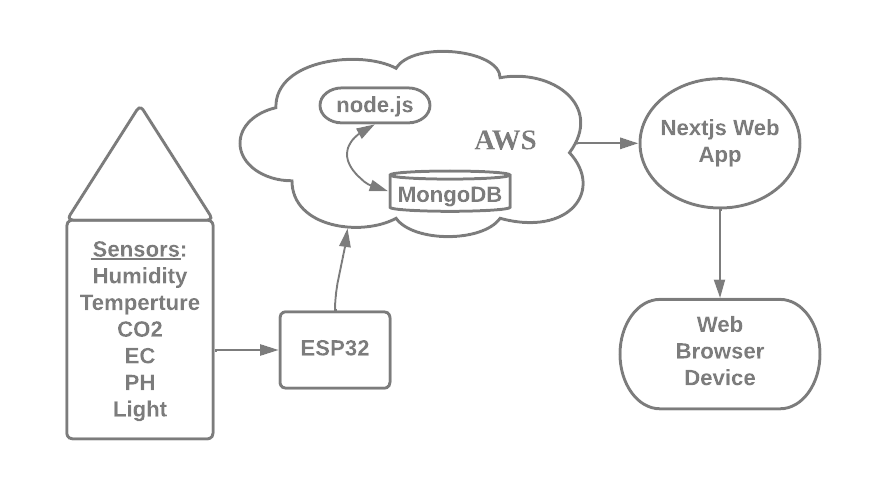 node.js
AWS
MongoDB
Nextjs Web
App
Sensors:
Humidity
Temperture
CO2
EC
PH
Light
ESP32
Web
Browser
Device